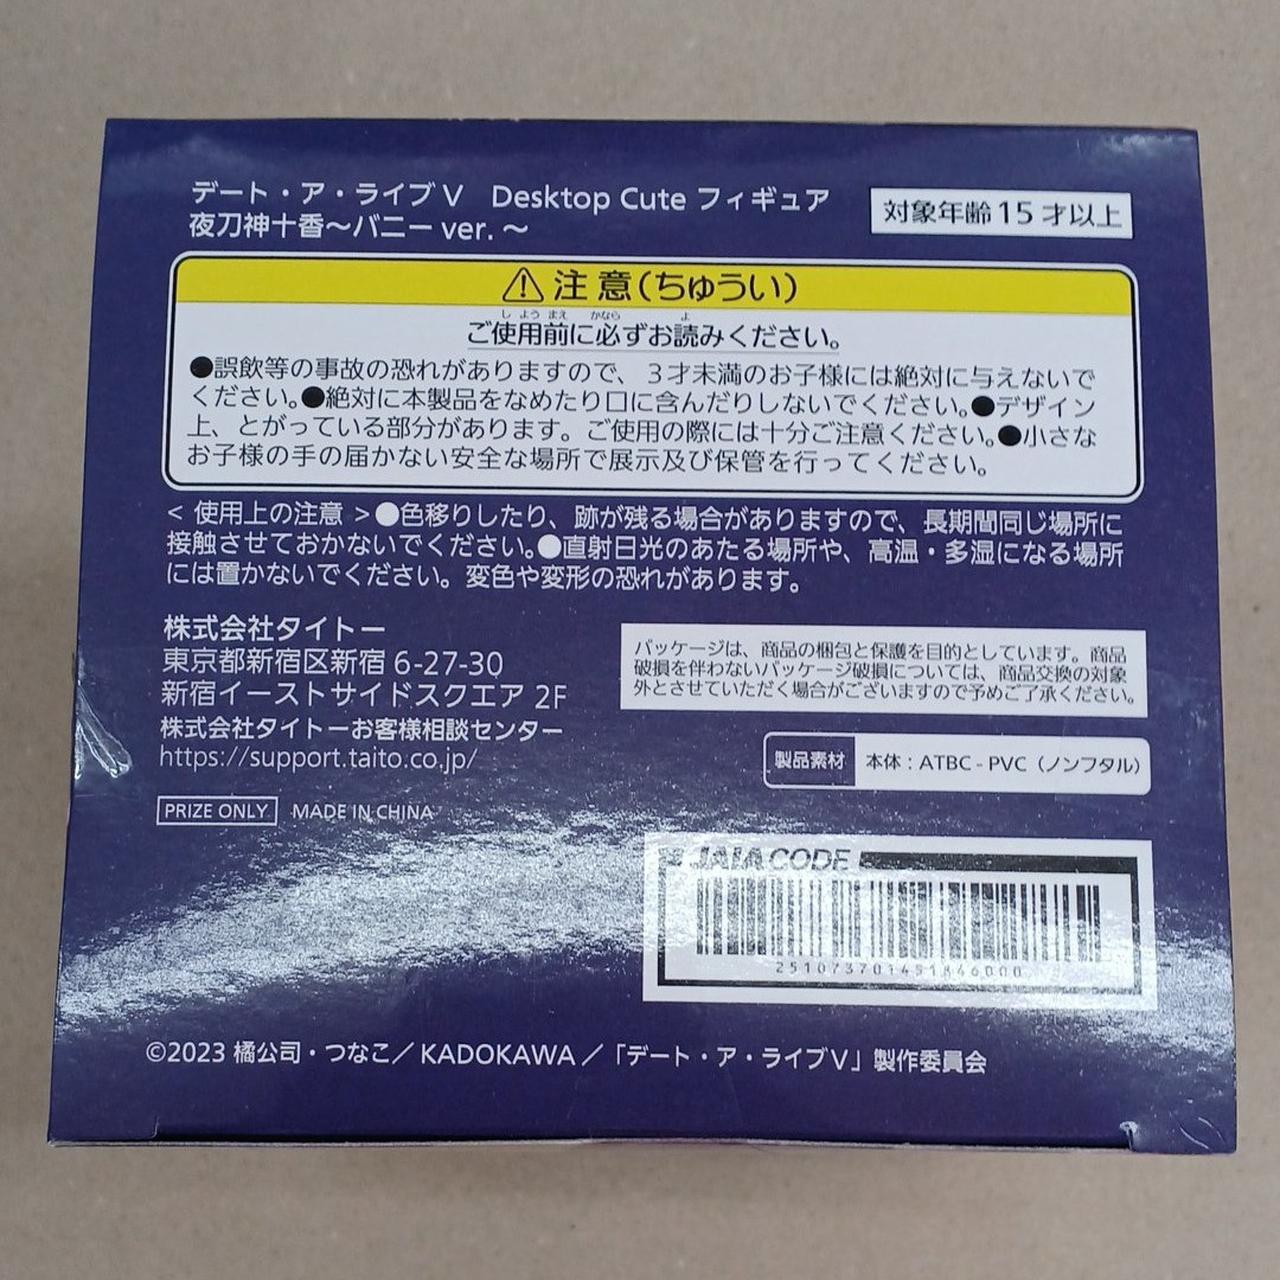 デート・ア・ライブⅤ Desktop Cute フィギュア
夜刀神十香～バニー ver. ～
対象年齢15才以上
⚠注意(ちゅうい)
しようまえ かなら よ
ご使用前に必ずお読みください。
●誤飲等の事故の恐れがありますので、3才未満のお子様には絶対に与えないで
ください。●絶対に本製品をなめたり口に含んだりしないでください。●デザイン
上、とがっている部分があります。ご使用の際には十分ご注意ください。●小さな
お子様の手の届かない安全な場所で展示及び保管を行ってください。
< 使用上の注意 >●色移りしたり、跡が残る場合がありますので、長期間同じ場所に
接触させておかないでください。●直射日光のあたる場所や、高温・多湿になる場所
には置かないでください。変色や変形の恐れがあります。
株式会社タイトー
東京都新宿区新宿 6-27-30
新宿イーストサイドスクエア 2F
株式会社タイトーお客様相談センター
https://support.taito.co.jp/
パッケージは、商品の梱包と保護を目的としています。商品
破損を伴わないパッケージ破損については、商品交換の対象
外とさせていただく場合がございますので予めご了承ください。
製品素材 本体：ATBC - PVC（ノンフタル）
PRIZE ONLY MADE IN CHINA
JAIA CODE
251073701451846000
©2023 橘公司・つなこ／KADOKAWA／「デート・ア・ライブⅤ」製作委員会